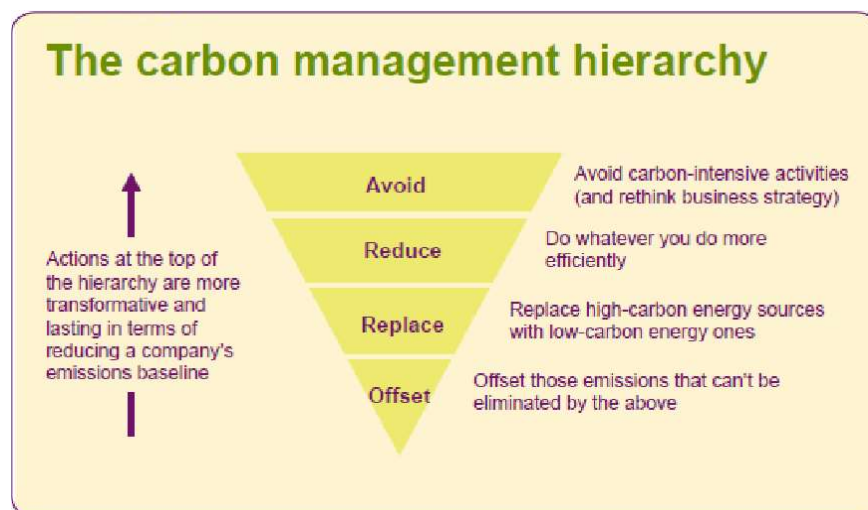 The carbon management hierarchy
Avoid
Avoid carbon-intensive activities
(and rethink business strategy)
Reduce
Do whatever you do more
efficiently
Replace
Replace high-carbon energy sources
with low-carbon energy ones
Offset
Offset those emissions that can't be
eliminated by the above
Actions at the top of
the hierarchy are more
transformative and
lasting in terms of
reducing a company's
emissions baseline